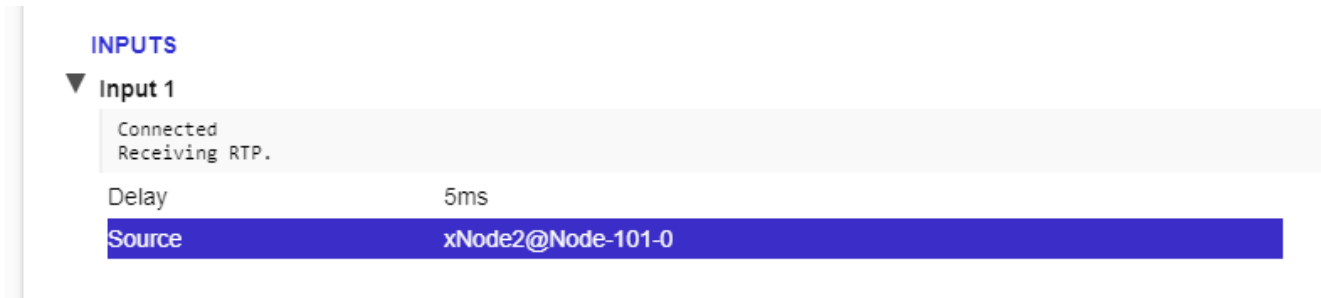 INPUTS
Input 1
Connected
Receiving RTP.
Delay 5ms
Source xNode2@Node-101-0